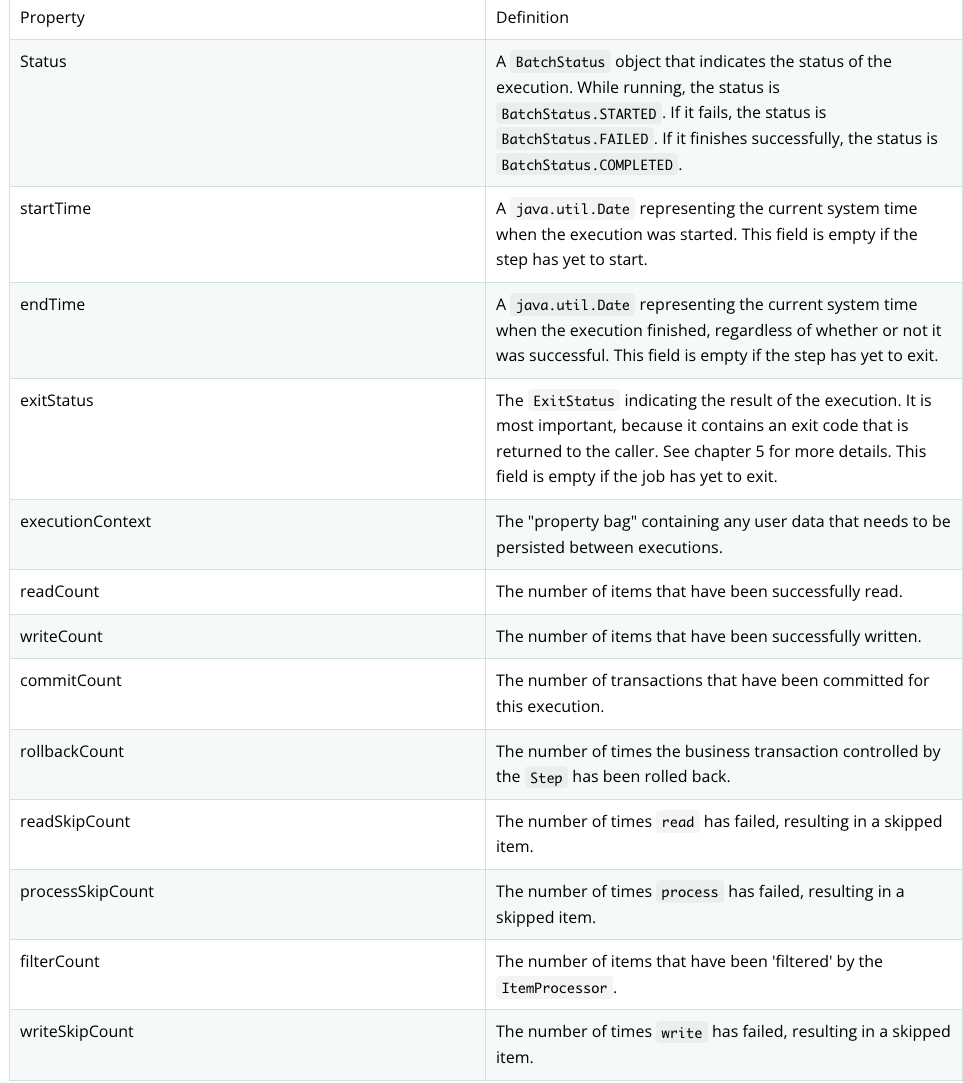 Property
Definition
Status
A BatchStatus object that indicates the status of the
execution. While running, the status is
BatchStatus.STARTED . If it fails, the status is
BatchStatus.FAILED . If it finishes successfully, the status is
BatchStatus.COMPLETED .
startTime
A java.util.Date representing the current system time
when the execution was started. This field is empty if the
step has yet to start.
endTime
A java.util.Date representing the current system time
when the execution finished, regardless of whether or not it
was successful. This field is empty if the step has yet to exit.
exitStatus
The ExitStatus indicating the result of the execution. It is
most important, because it contains an exit code that is
returned to the caller. See chapter 5 for more details. This
field is empty if the job has yet to exit.
executionContext
The "property bag" containing any user data that needs to be
persisted between executions.
readCount
The number of items that have been successfully read.
writeCount
The number of items that have been successfully written.
commitCount
The number of transactions that have been committed for
this execution.
rollbackCount
The number of times the business transaction controlled by
the Step has been rolled back.
readSkipCount
The number of times read has failed, resulting in a skipped
item.
processSkipCount
The number of times process has failed, resulting in a
skipped item.
filterCount
The number of items that have been 'filtered' by the
ItemProcessor .
writeSkipCount
The number of times write has failed, resulting in a skipped
item.